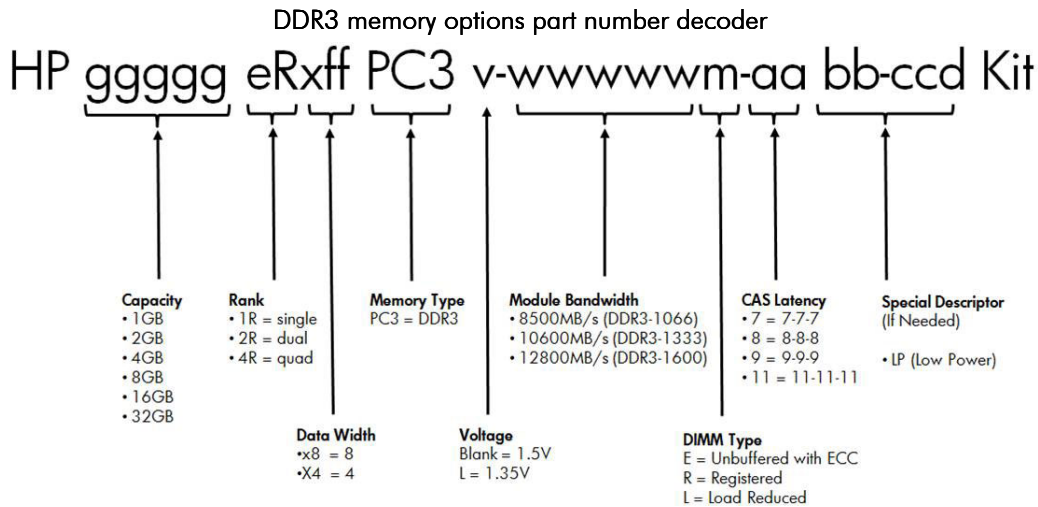 DDR3 memory options part number decoder
HP ggggg eRxff PC3 v-wwwwwm-aa bb-ccd Kit
Capacity
• 1GB
• 2GB
• 4GB
• 8GB
• 16GB
• 32GB
Rank
• 1R = single
• 2R = dual
• 4R = quad
Memory Type
PC3 = DDR3
Module Bandwidth
• 8500MB/s (DDR3-1066)
• 10600MB/s (DDR3-1333)
• 12800MB/s (DDR3-1600)
CAS Latency
• 7 = 7-7-7
• 8 = 8-8-8
• 9 = 9-9-9
• 11 = 11-11-11
Special Descriptor
(If Needed)
• LP (Low Power)
Data Width
•x8 = 8
•X4 = 4
Voltage
Blank = 1.5V
L = 1.35V
DIMM Type
E = Unbuffered with ECC
R = Registered
L = Load Reduced